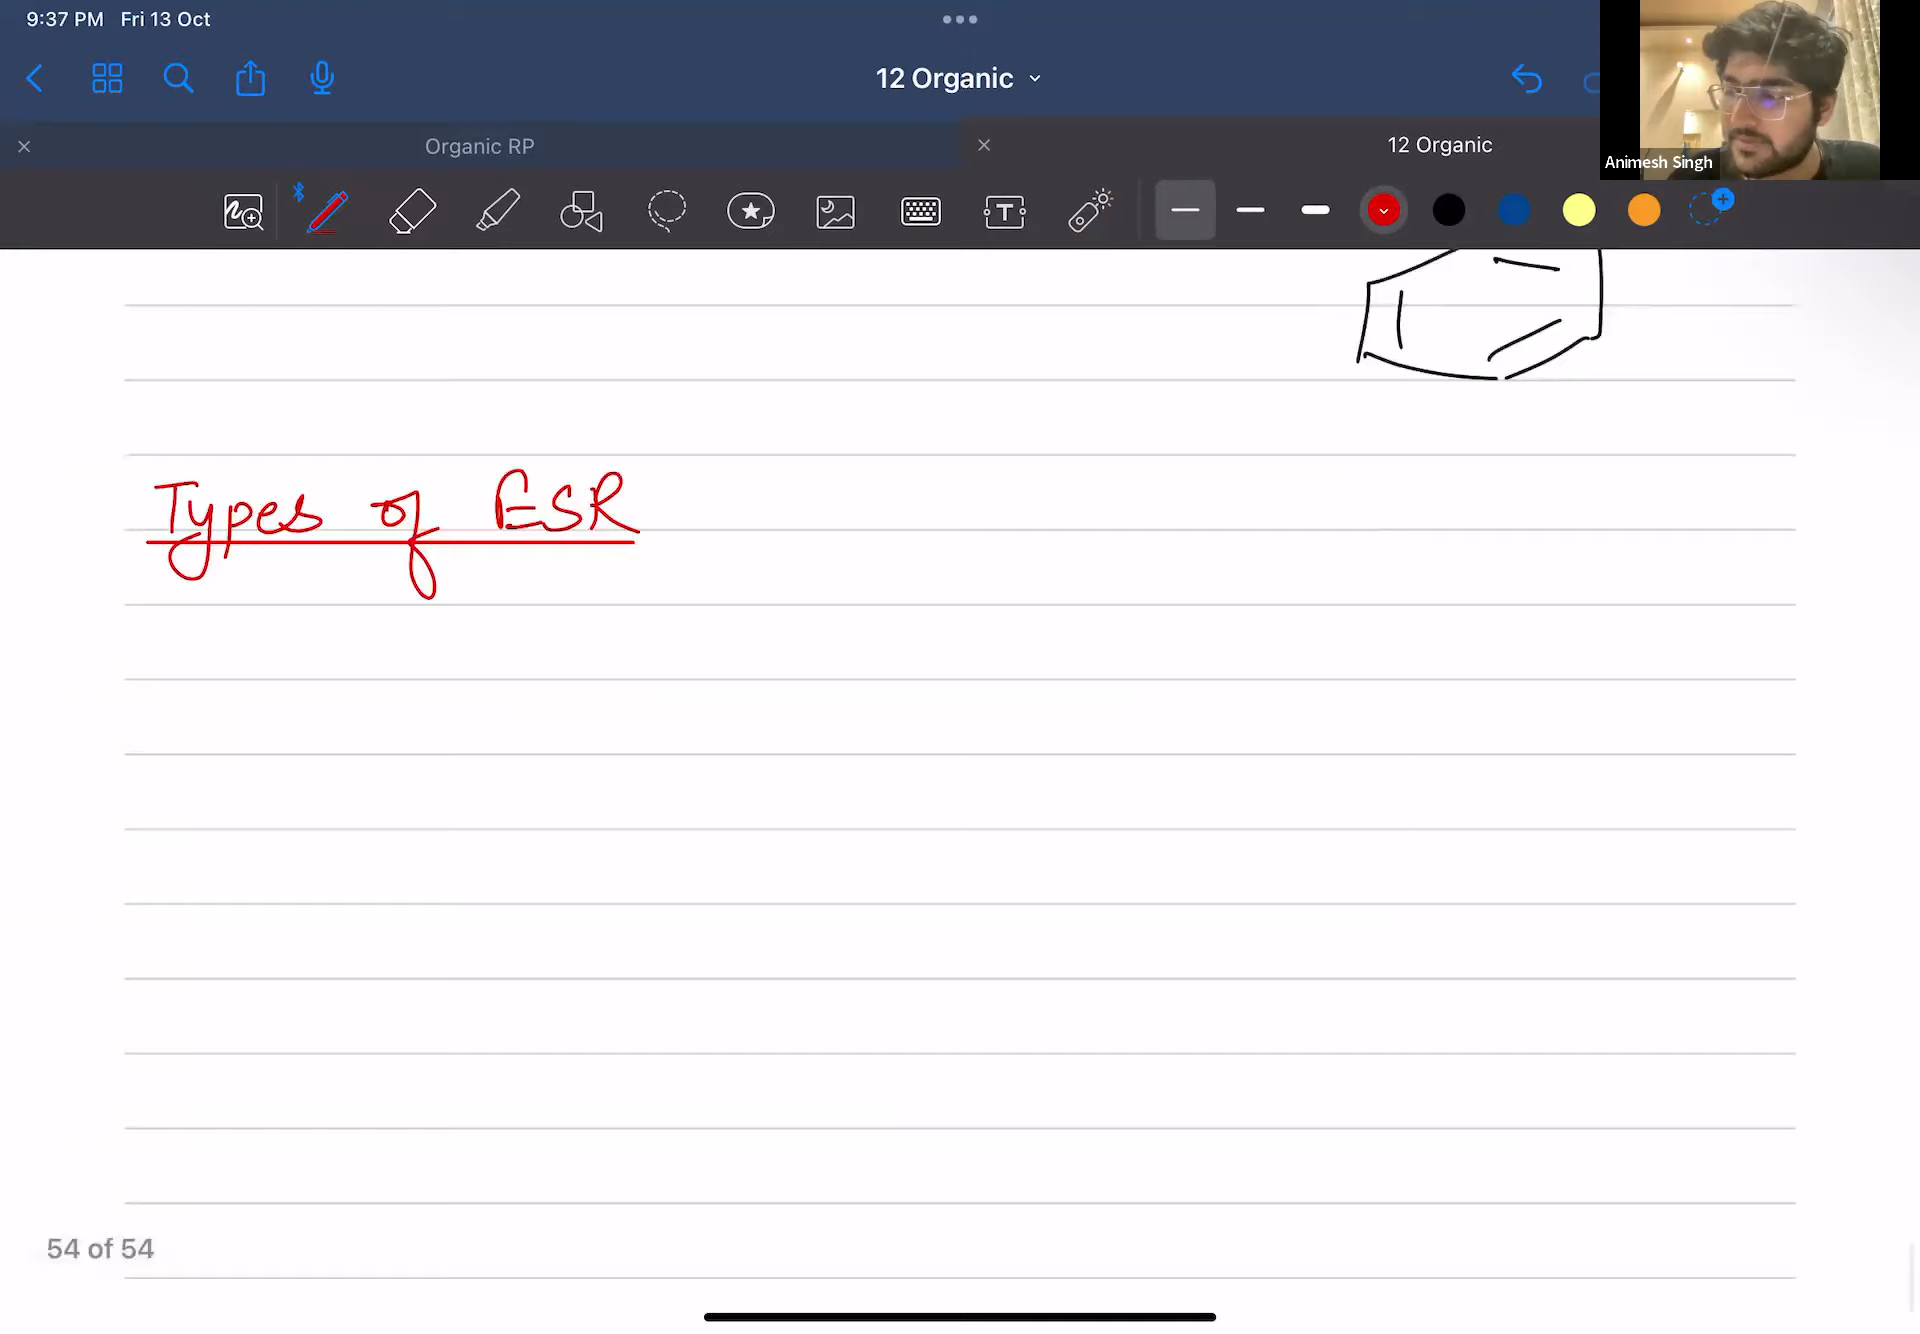 9:37 PM Fri 13 Oct
12 Organic
Organic RP
12 Organic
Animesh Singh
T
Types of ESR
54 of 54